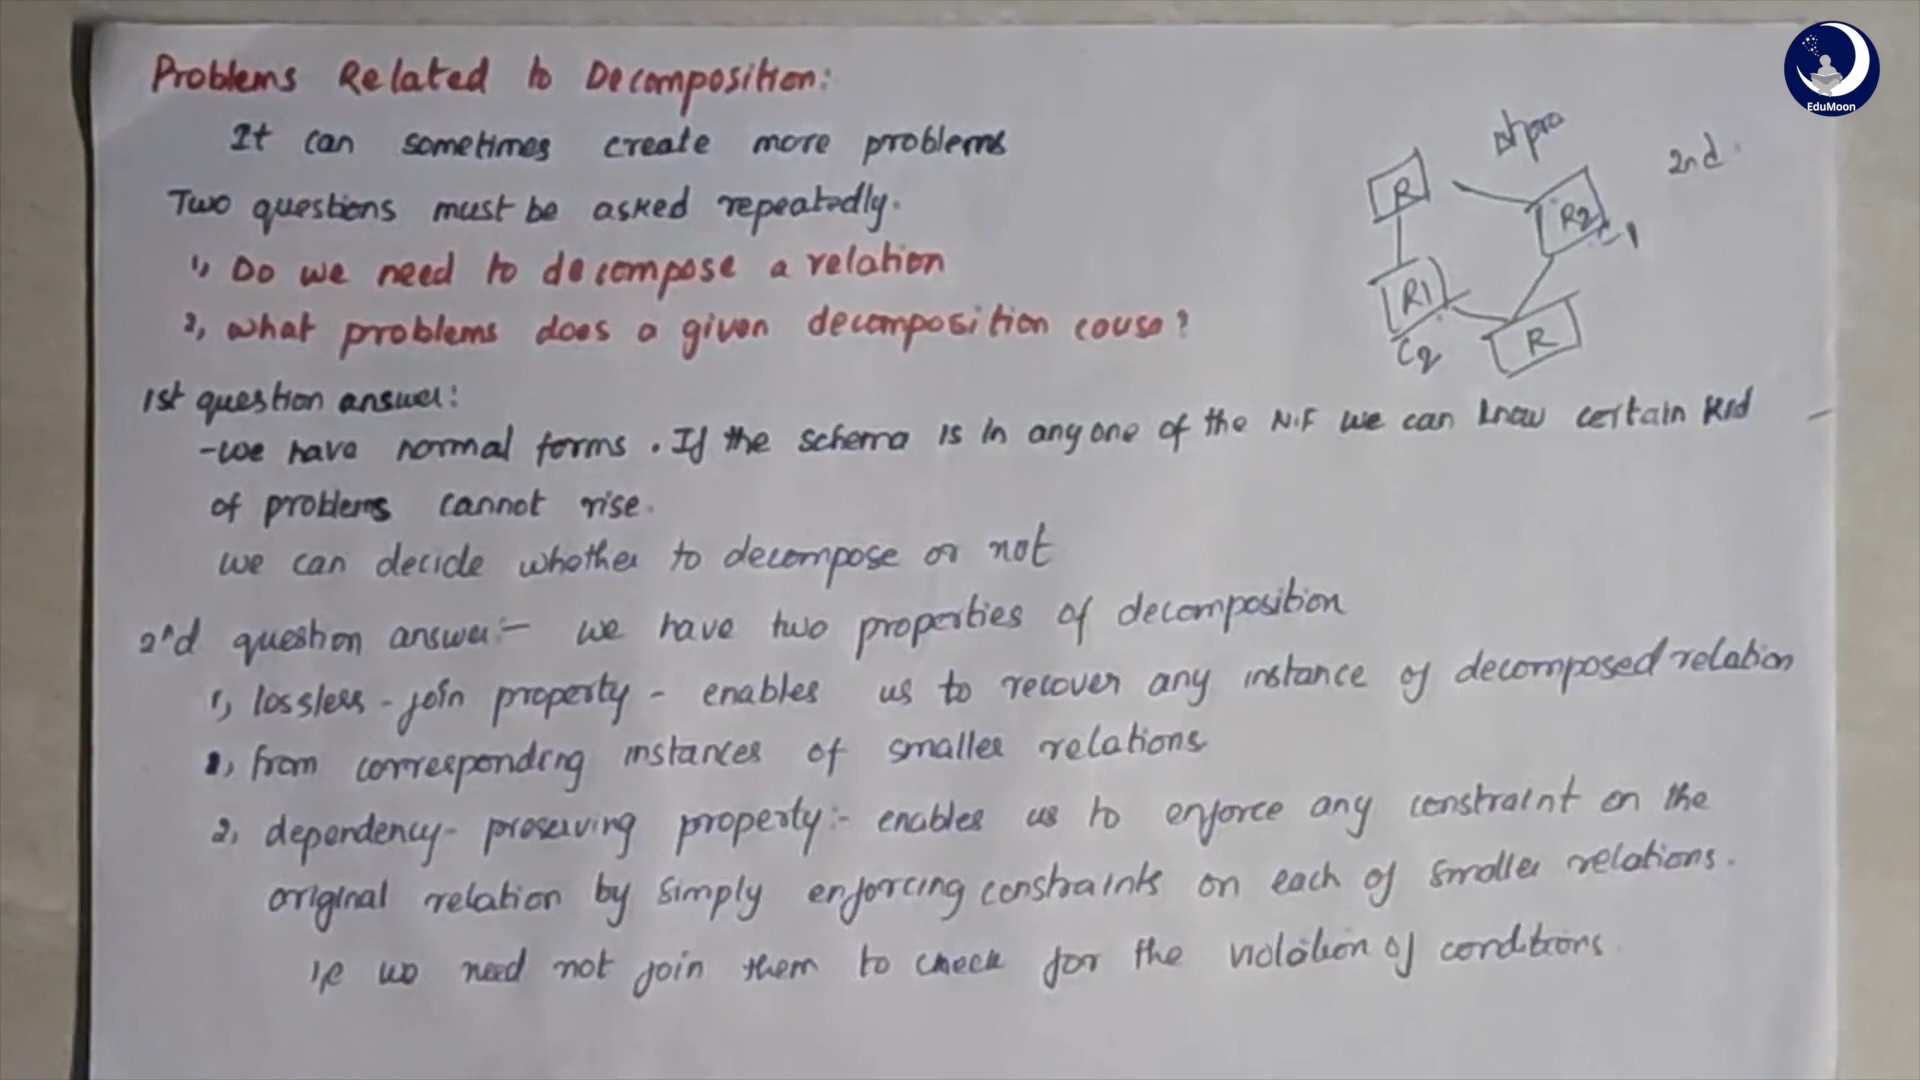 Problems Related to Decomposition:
It can sometimes create more problems
Two questions must be asked repeatedly.
1, Do we need to decompose a relation
2, what problems does a given decomposition cause?
1st question answer:
- we have normal forms. If the schema is in anyone of the N.F we can know certain kid
of problems cannot rise.
we can decide whether to decompose or not
2nd question answer:- we have two properties of decomposition
1, lossless-join property - enables us to recover any instance of decomposed relation
1, from corresponding instances of smaller relations
2, dependency-preserving property:- enables us to enforce any constraint on the
original relation by simply enforcing constraints on each of smaller relations.
ie we need not join them to check for the violation of conditions
2nd.
R
R2
C1
R1
C2
R
EduMoon